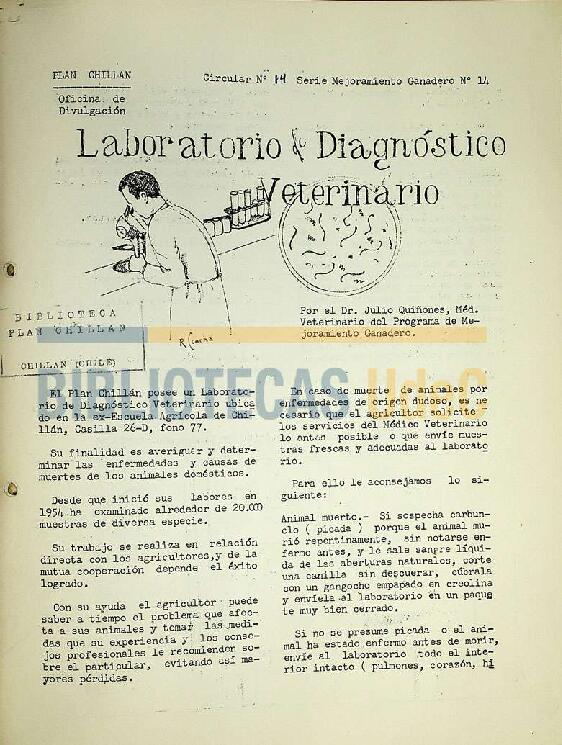 PLAN CHILLAN
Circular Nº 14 Serie Mejoramiento Ganadero Nº 14
Oficina de
Divulgación
Laboratorio & Diagnóstico
Veterinario
Por el Dr. Julio Quiñones, Méd.
Veterinario del Programa de Me-
joramiento Ganadero.
BIBLIOTECA
PLAN CHILLAN
CHILLAN (CHILE)
BIBLIOTECAS
El Plan Chillán posee un Laborato-
rio de Diagnóstico Veterinario ubica
do en la ex-Escuela Agrícola de Chi-
llán, Casilla 26-D, fono 77.
Su finalidad es averiguar y deter-
minar las enfermedades y causas de
muertes de los animales domésticos.
Desde que inició sus labores en
1954 ha examinado alrededor de 20.000
muestras de diversa especie.
Su trabajo se realiza en relación
directa con los agricultores, y de la
mutua cooperación depende el éxito
logrado.
Con su ayuda el agricultor puede
saber a tiempo el problema que afec-
ta a sus animales y tomar las medi-
das que su experiencia y los conse-
jos profesionales le recomienden so-
bre el particular, evitando así ma-
yores pérdidas.
En caso de muerte de animales por
enfermedades de origen dudoso, es ne
cesario que el agricultor solicite
los servicios del Médico Veterinario
lo antes posible o que envíe mues-
tras frescas y adecuadas al laborato
rio.
Para ello le aconsejamos lo si-
guiente:
Animal muerto.- Si sospecha carbun-
clo ( picada ) porque el animal mu-
rió repentinamente, sin notarse en-
fermo antes, y le sale sangre líqui-
da de las aberturas naturales, corte
una canilla sin descuerar, cúbrala
con un gangocho empapado en creolina
y envíela al laboratorio en un paque
te muy bien cerrado.
Si no se presume picada o el ani-
mal ha estado enfermo antes de morir,
envíe al laboratorio todo el inte-
rior intacto ( pulmones, corazón, hí